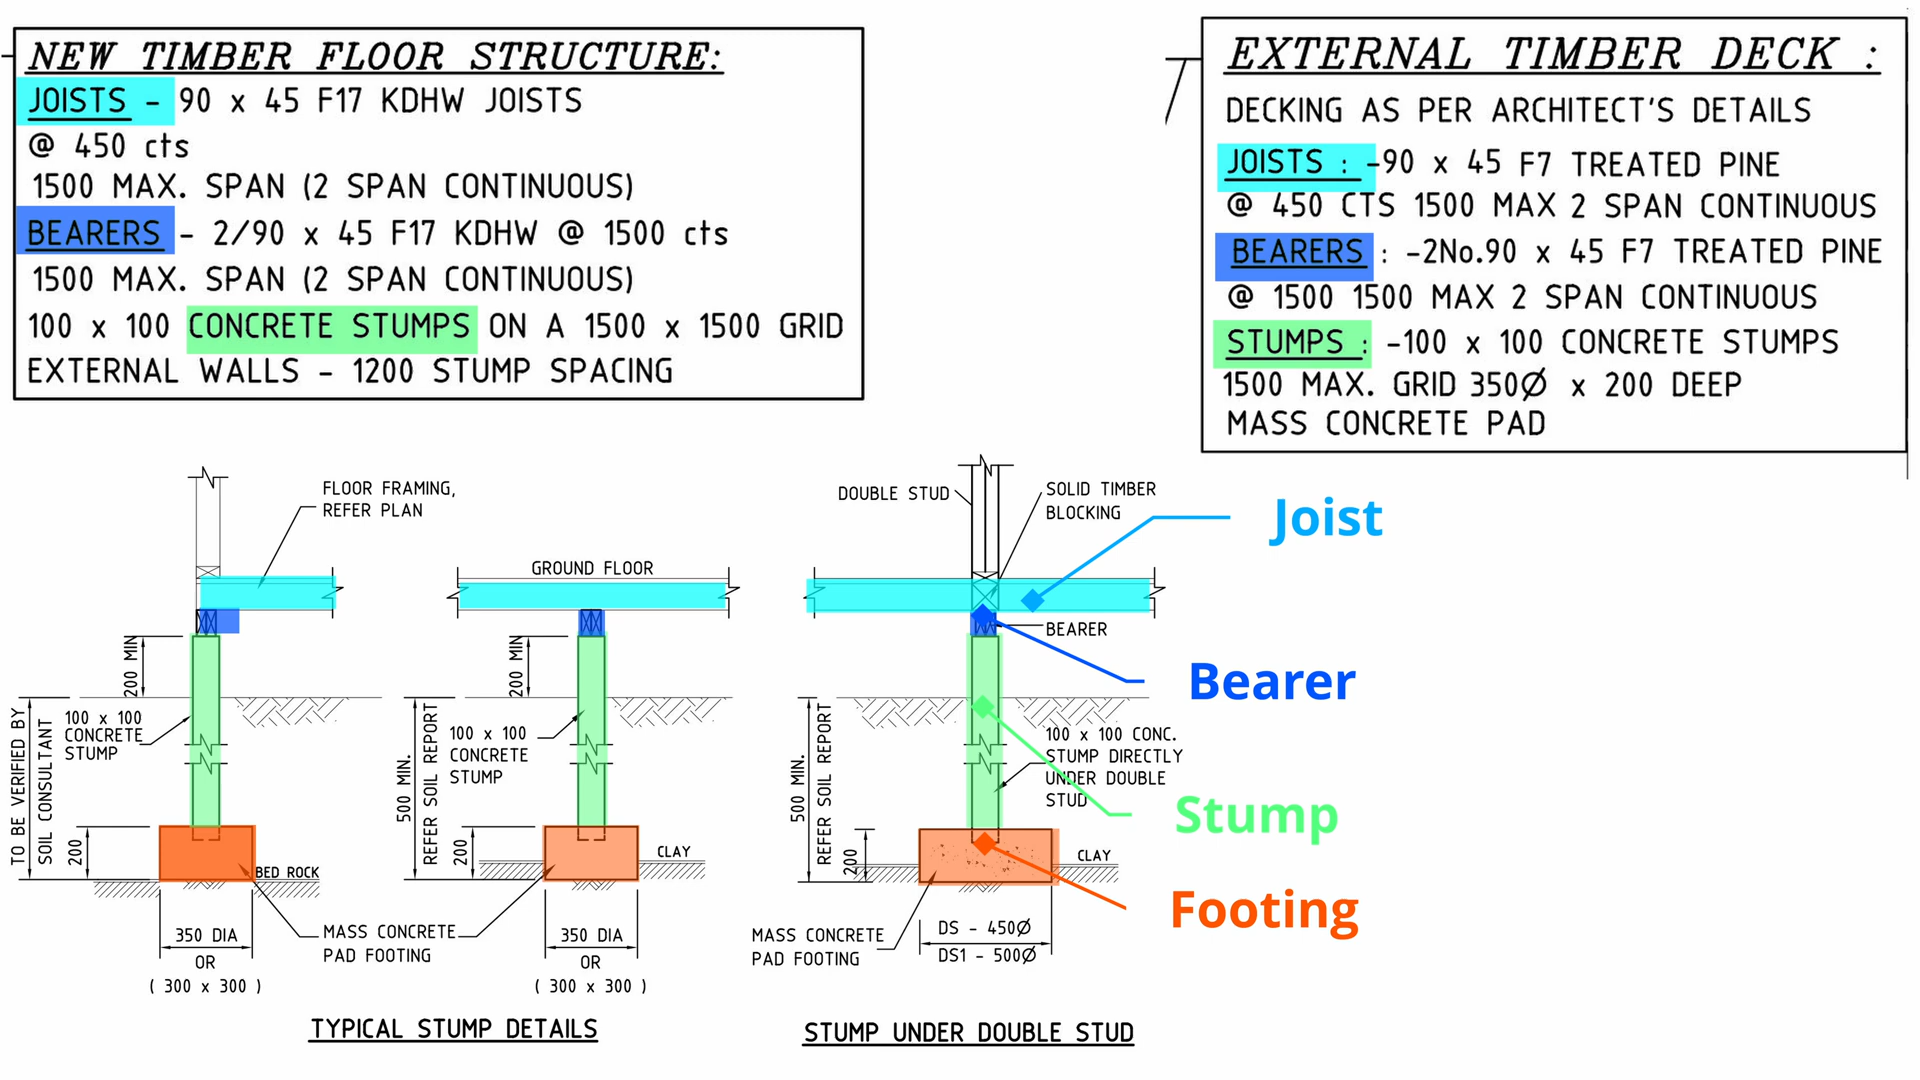 NEW TIMBER FLOOR STRUCTURE:
JOISTS - 90 x 45 F17 KDHW JOISTS
@ 450 cts
1500 MAX. SPAN (2 SPAN CONTINUOUS)
BEARERS - 2/90 x 45 F17 KDHW @ 1500 cts
1500 MAX. SPAN (2 SPAN CONTINUOUS)
100 x 100 CONCRETE STUMPS ON A 1500 x 1500 GRID
EXTERNAL WALLS - 1200 STUMP SPACING
EXTERNAL TIMBER DECK :
DECKING AS PER ARCHITECT'S DETAILS
JOISTS : -90 x 45 F7 TREATED PINE
@ 450 CTS 1500 MAX 2 SPAN CONTINUOUS
BEARERS : -2No.90 x 45 F7 TREATED PINE
@ 1500 1500 MAX 2 SPAN CONTINUOUS
STUMPS : -100 x 100 CONCRETE STUMPS
1500 MAX. GRID 350Ø x 200 DEEP
MASS CONCRETE PAD
FLOOR FRAMING,
REFER PLAN
200 MIN
100 x 100
CONCRETE
STUMP
TO BE VERIFIED BY
SOIL CONSULTANT
200
BED ROCK
350 DIA
OR
( 300 x 300 )
MASS CONCRETE
PAD FOOTING
GROUND FLOOR
200 MIN
100 x 100
CONCRETE
STUMP
500 MIN.
REFER SOIL REPORT
200
CLAY
350 DIA
OR
( 300 x 300 )
TYPICAL STUMP DETAILS
DOUBLE STUD
SOLID TIMBER
BLOCKING
BEARER
100 x 100 CONC.
STUMP DIRECTLY
UNDER DOUBLE
STUD
500 MIN.
REFER SOIL REPORT
200
CLAY
MASS CONCRETE
PAD FOOTING
DS - 450Ø
DS1 - 500Ø
STUMP UNDER DOUBLE STUD
Joist
Bearer
Stump
Footing